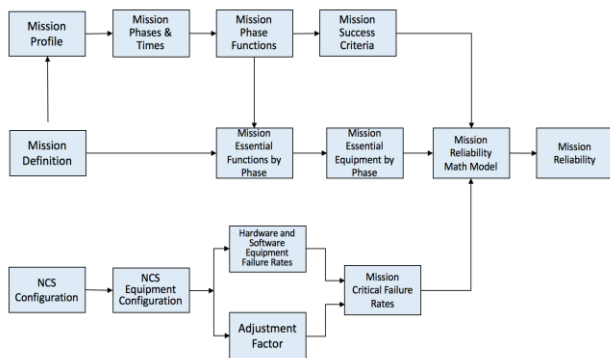 Mission
Profile
Mission
Phases &
Times
Mission
Phase
Functions
Mission
Success
Criteria
Mission
Definition
Mission
Essential
Functions by
Phase
Mission
Essential
Equipment by
Phase
Mission
Reliability
Math Model
Mission
Reliability
Hardware and
Software
Equipment
Failure Rates
NCS
Configuration
NCS
Equipment
Configuration
Mission
Critical Failure
Rates
Adjustment
Factor